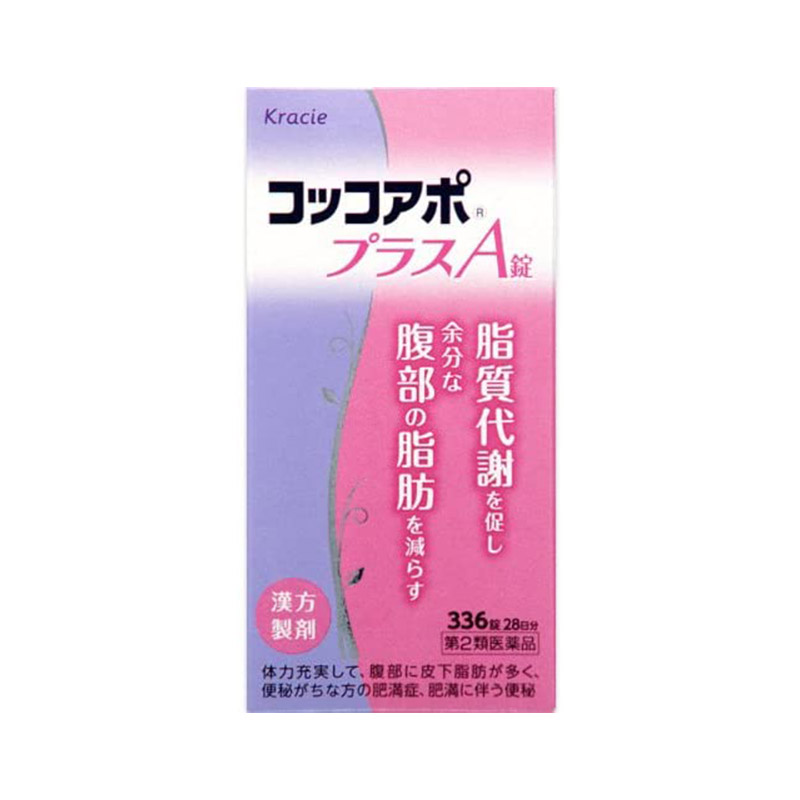 Kracie
コッコアポ®
プラスA錠
脂質代謝を促し
余分な
腹部の脂肪を減らす
漢方
製剤
336錠 28日分
第2類医薬品
体力充実して、腹部に皮下脂肪が多く、
便秘がちな方の肥満症、肥満に伴う便秘